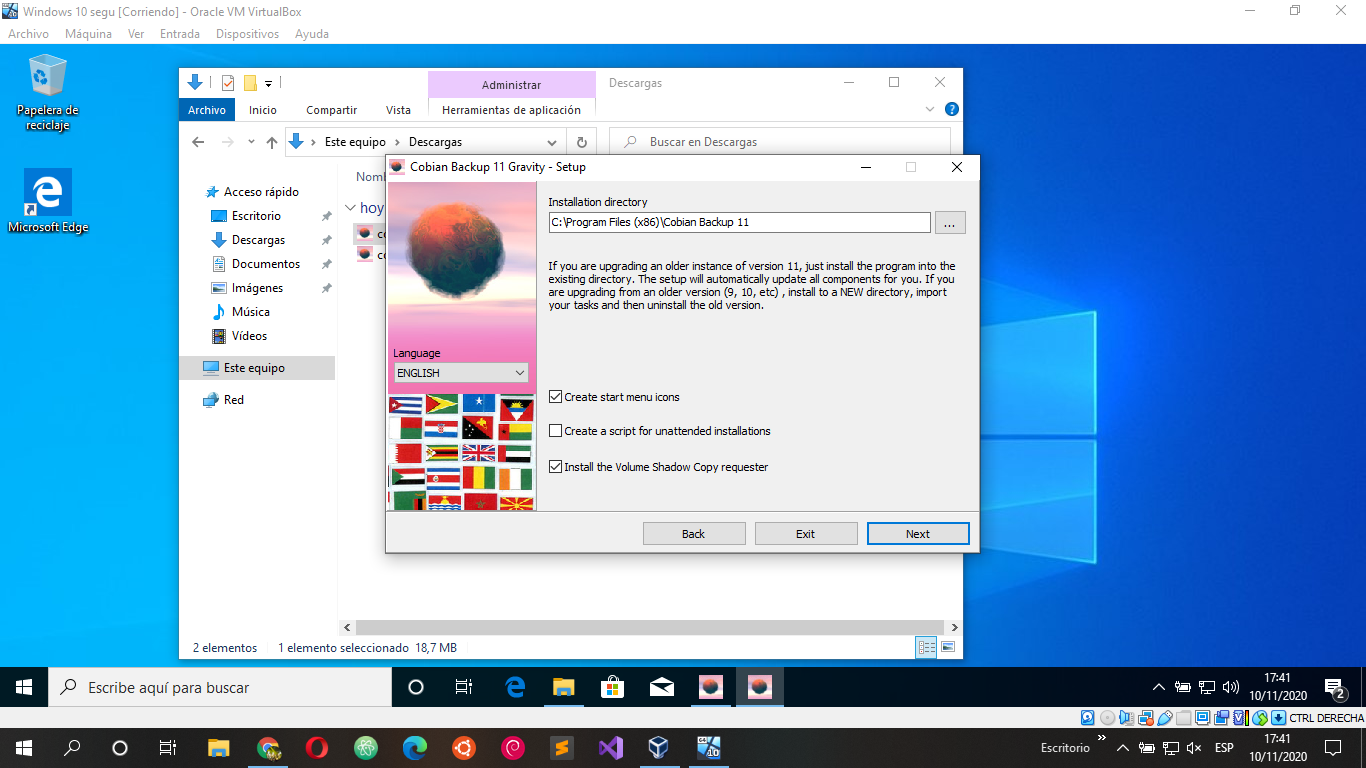 Windows 10 segu [Corriendo] - Oracle VM VirtualBox
Archivo Máquina Ver Entrada Dispositivos Ayuda
Papelera de
reciclaje
Microsoft Edge
Administrar
Descargas
Archivo Inicio Compartir Vista Herramientas de aplicación
Este equipo > Descargas
Buscar en Descargas
Acceso rápido
Escritorio
Descargas
Documentos
Imágenes
Música
Vídeos
Este equipo
Red
hoy
Cobian Backup 11 Gravity - Setup
Installation directory
C:\Program Files (x86)\Cobian Backup 11
...
If you are upgrading an older instance of version 11, just install the program into the
existing directory. The setup will automatically update all components for you. If you
are upgrading from an older version (9, 10, etc) , install to a NEW directory, import
your tasks and then uninstall the old version.
Language
ENGLISH
Create start menu icons
Create a script for unattended installations
Install the Volume Shadow Copy requester
Back Exit Next
2 elementos 1 elemento seleccionado 18,7 MB
Escribe aquí para buscar
17:41
10/11/2020
2
CTRL DERECHA
Escritorio
ESP
17:41
10/11/2020